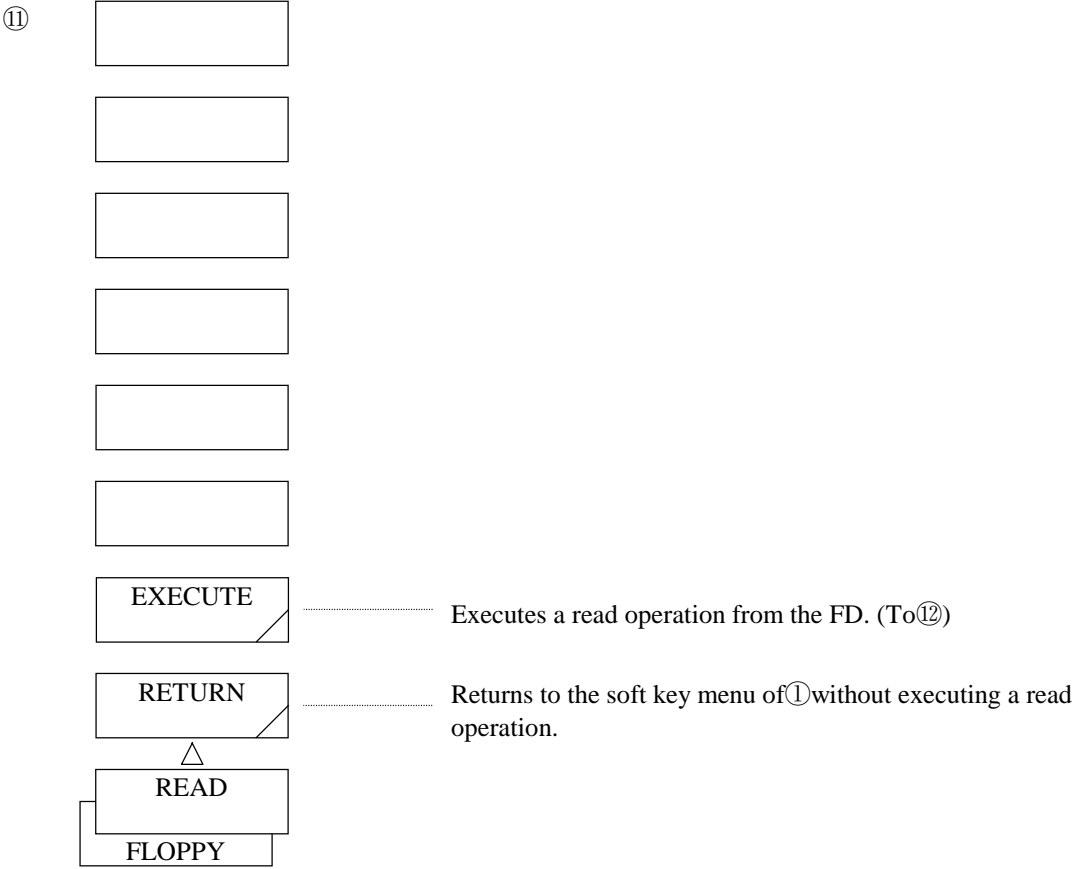 ⑪
EXECUTE
Executes a read operation from the FD. (To⑫)
RETURN
Returns to the soft key menu of①without executing a read
operation.
READ
FLOPPY